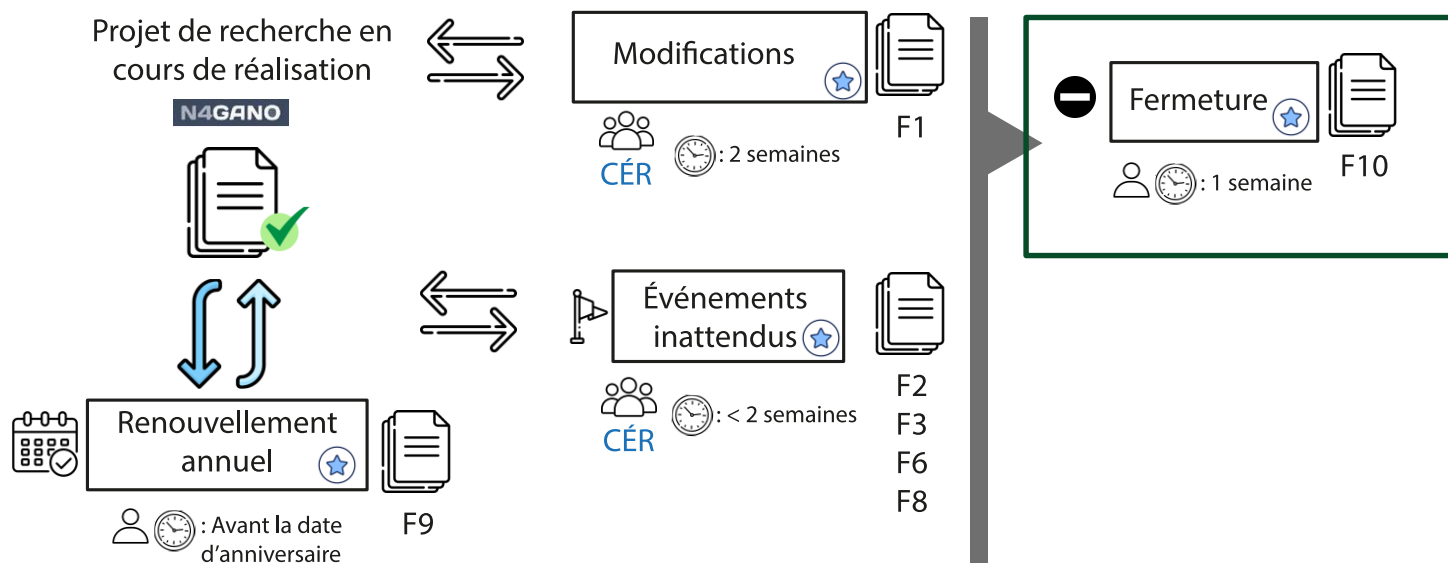 Projet de recherche en
cours de réalisation
N4GANO
Modifications
F1
CÉR
: 2 semaines
Événements
inattendus
CÉR
: < 2 semaines
F2
F3
F6
F8
Renouvellement
annuel
F9
: Avant la date
d'anniversaire
Fermeture
F10
: 1 semaine